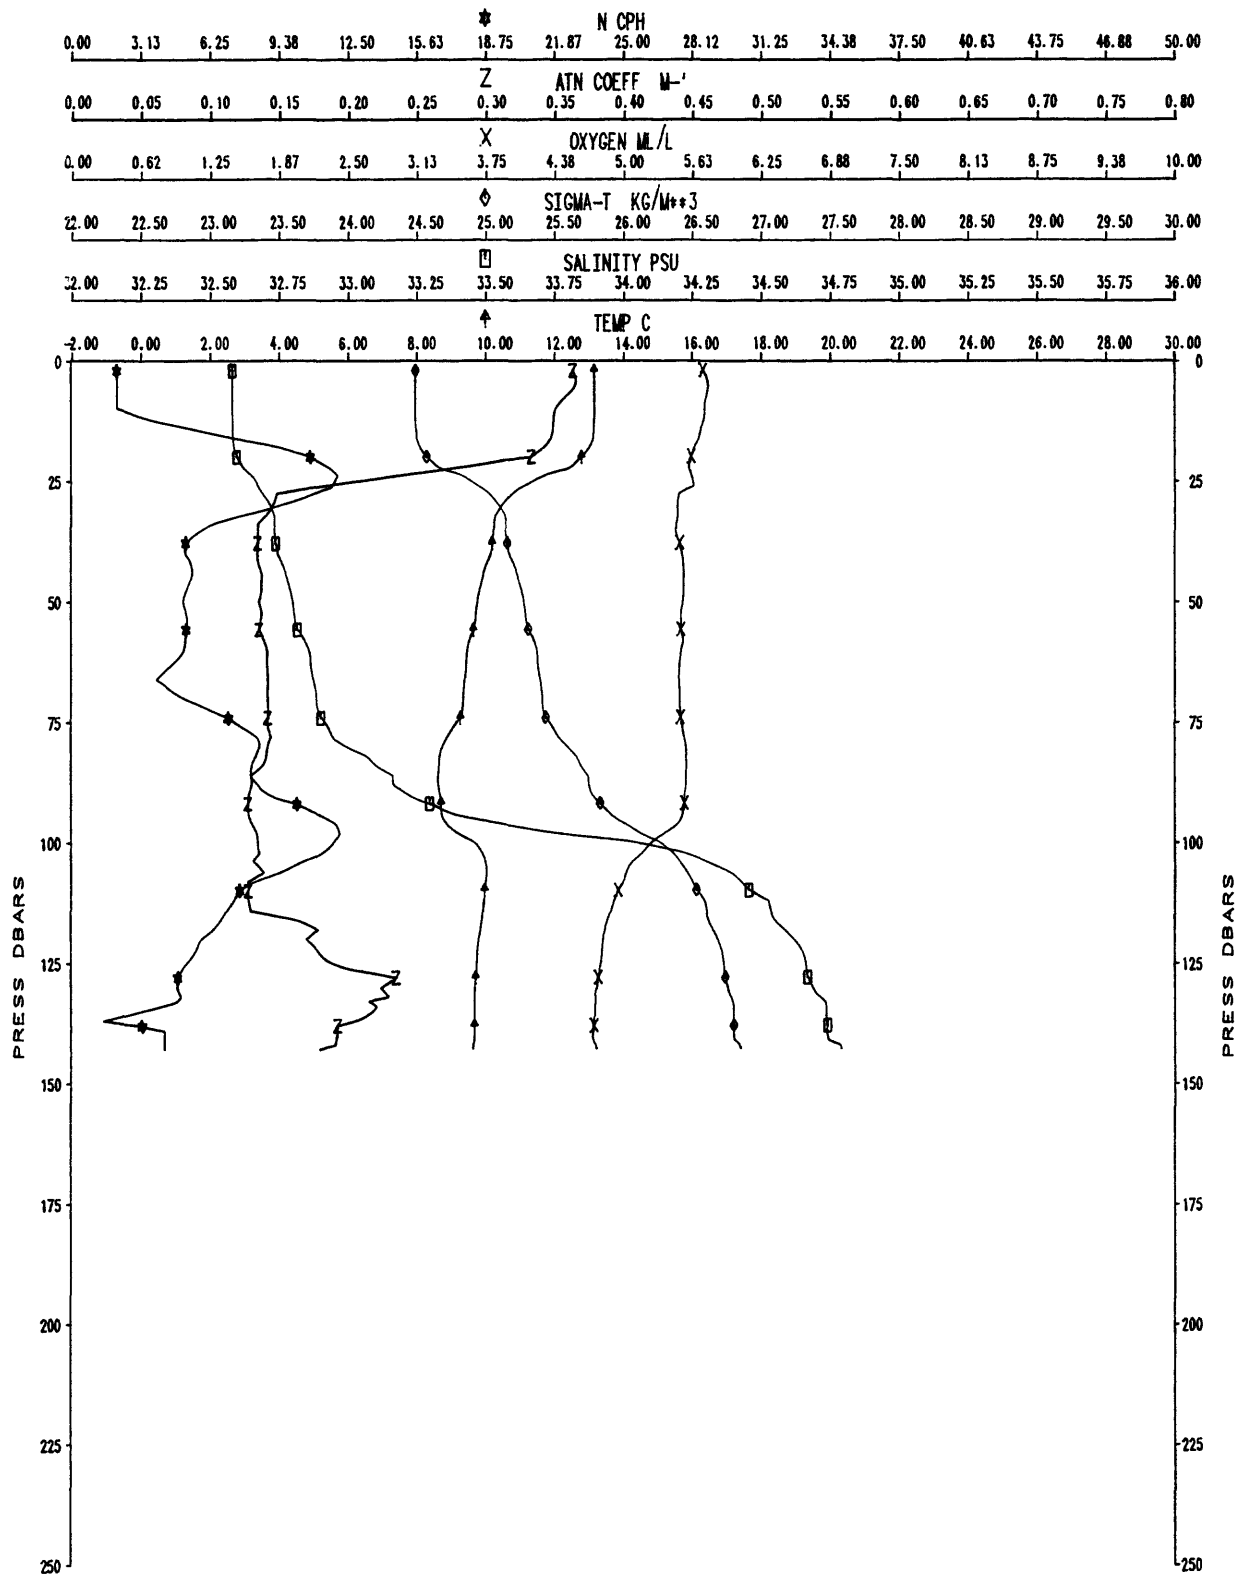 N CPH
0.00 3.13 6.25 9.38 12.50 15.63 18.75 21.87 25.00 28.12 31.25 34.38 37.50 40.63 43.75 46.88 50.00
Z ATN COEFF M-'
0.00 0.05 0.10 0.15 0.20 0.25 0.30 0.35 0.40 0.45 0.50 0.55 0.60 0.65 0.70 0.75 0.80
X OXYGEN ML/L
0.00 0.62 1.25 1.87 2.50 3.13 3.75 4.38 5.00 5.63 6.25 6.88 7.50 8.13 8.75 9.38 10.00
SIGMA-T KG/M**3
22.00 22.50 23.00 23.50 24.00 24.50 25.00 25.50 26.00 26.50 27.00 27.50 28.00 28.50 29.00 29.50 30.00
SALINITY PSU
32.00 32.25 32.50 32.75 33.00 33.25 33.50 33.75 34.00 34.25 34.50 34.75 35.00 35.25 35.50 35.75 36.00
TEMP C
-2.00 0.00 2.00 4.00 6.00 8.00 10.00 12.00 14.00 16.00 18.00 20.00 22.00 24.00 26.00 28.00 30.00
0 0
25 25
50 50
75 75
100 100
125 125
150 150
175 175
200 200
225 225
250 250
PRESS DBARS
PRESS DBARS